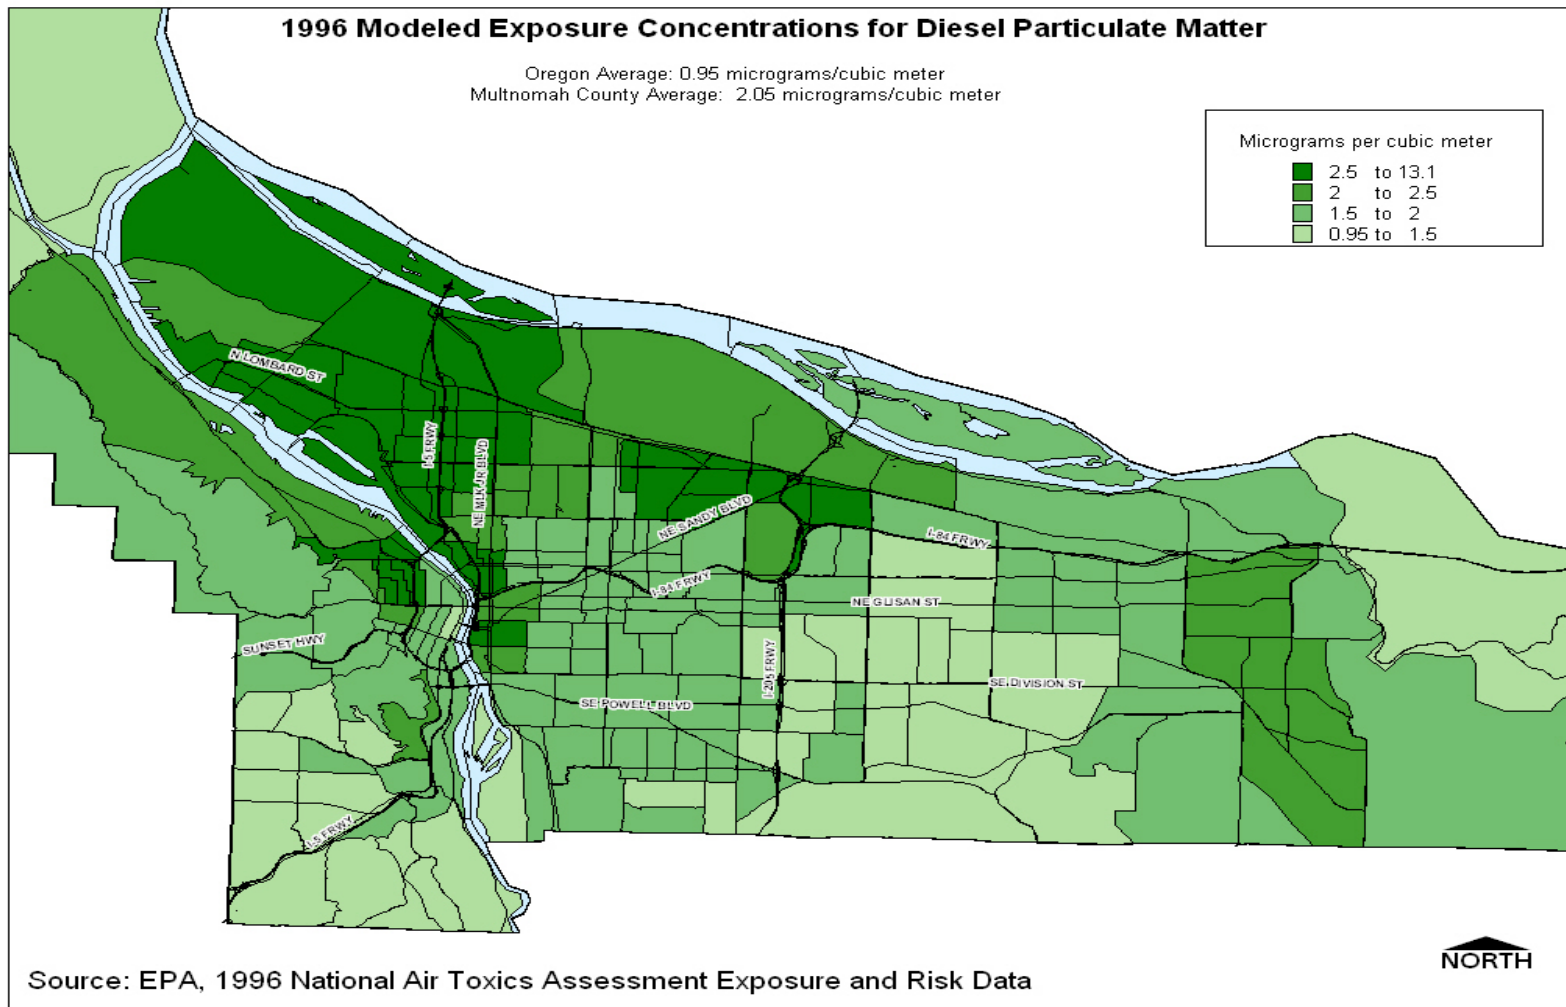 1996 Modeled Exposure Concentrations for Diesel Particulate Matter
Oregon Average: 0.95 micrograms/cubic meter
Multnomah County Average: 2.05 micrograms/cubic meter
Micrograms per cubic meter
2.5 to 13.1
2 to 2.5
1.5 to 2
0.95 to 1.5
N LOMBARD ST
I-5 FRWY
NE MLK JR BLVD
NE SANDY BLVD
I-84 FRWY
I-84 FRWY
NE GLISAN ST
SUNSET HWY
I-205 FRWY
SE DIVISION ST
SE POWELL BLVD
I-5 FRWY
NORTH
Source: EPA, 1996 National Air Toxics Assessment Exposure and Risk Data